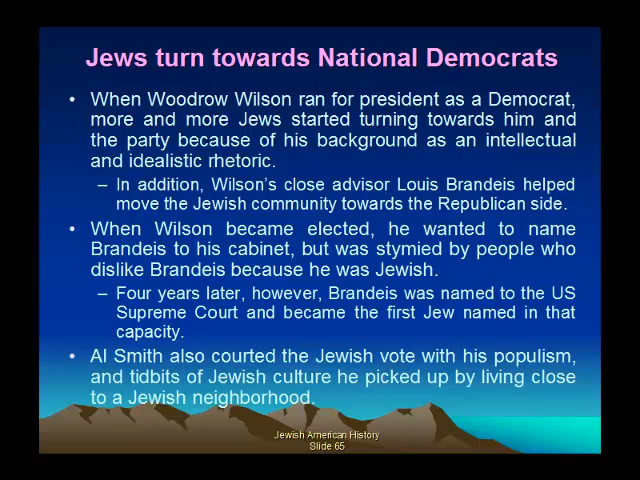 Jews turn towards National Democrats
• When Woodrow Wilson ran for president as a Democrat,
more and more Jews started turning towards him and
the party because of his background as an intellectual
and idealistic rhetoric.
– In addition, Wilson's close advisor Louis Brandeis helped
move the Jewish community towards the Republican side.
• When Wilson became elected, he wanted to name
Brandeis to his cabinet, but was stymied by people who
dislike Brandeis because he was Jewish.
– Four years later, however, Brandeis was named to the US
Supreme Court and became the first Jew named in that
capacity.
• Al Smith also courted the Jewish vote with his populism,
and tidbits of Jewish culture he picked up by living close
to a Jewish neighborhood.
Jewish American History
Slide 65